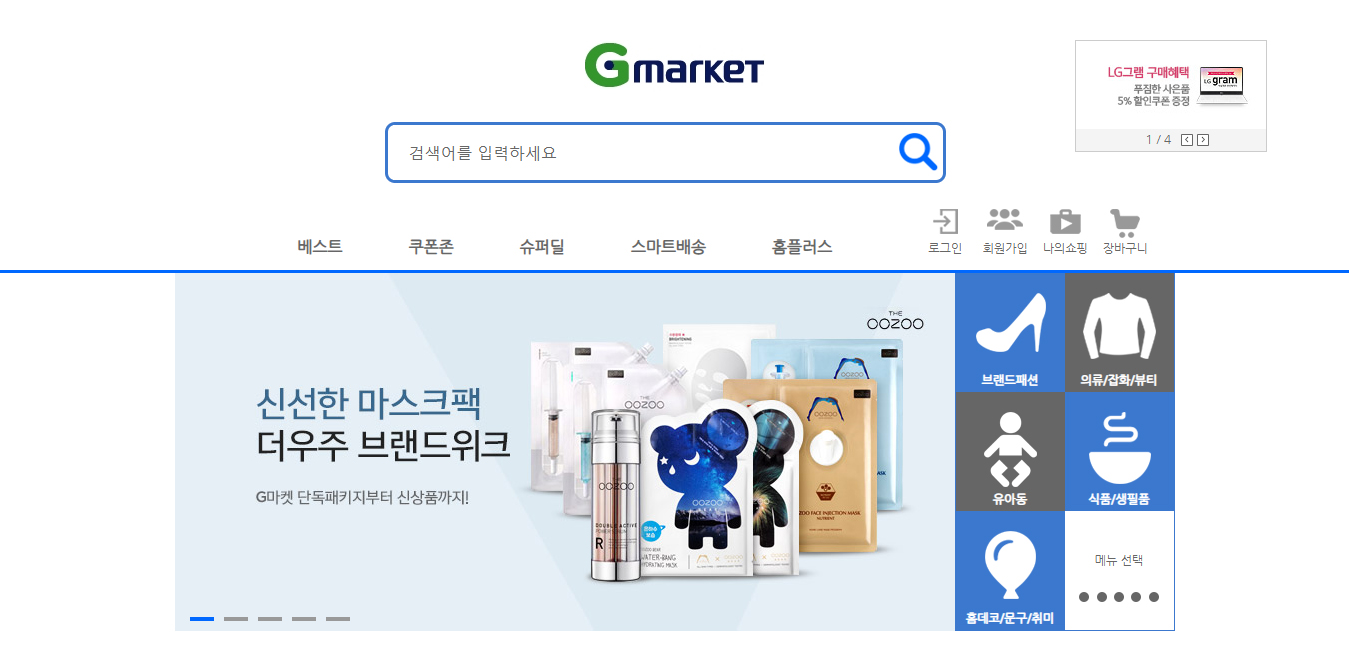 Gmarket
LG그램 구매혜택
푸짐한 사은품
5% 할인쿠폰 증정
LG gram
1 / 4
검색어를 입력하세요
베스트
쿠폰존
슈퍼딜
스마트배송
홈플러스
로그인
회원가입
나의쇼핑
장바구니
신선한 마스크팩
더우주 브랜드위크
G마켓 단독패키지부터 신상품까지!
THE
OOZOO
BRIGHTENING
THE
OOZOO
OOZOO
OOZOO
OOZOO
DOUBLE ACTIVE
R
OOZOO
BEAR
OOZOO BEAR
WATER-BANG
HYDRATING MASK
OOZOO FACE INJECTION MASK
NUTRIENT
MASK
브랜드패션
의류/잡화/뷰티
유아동
식품/생필품
홈데코/문구/취미
메뉴 선택